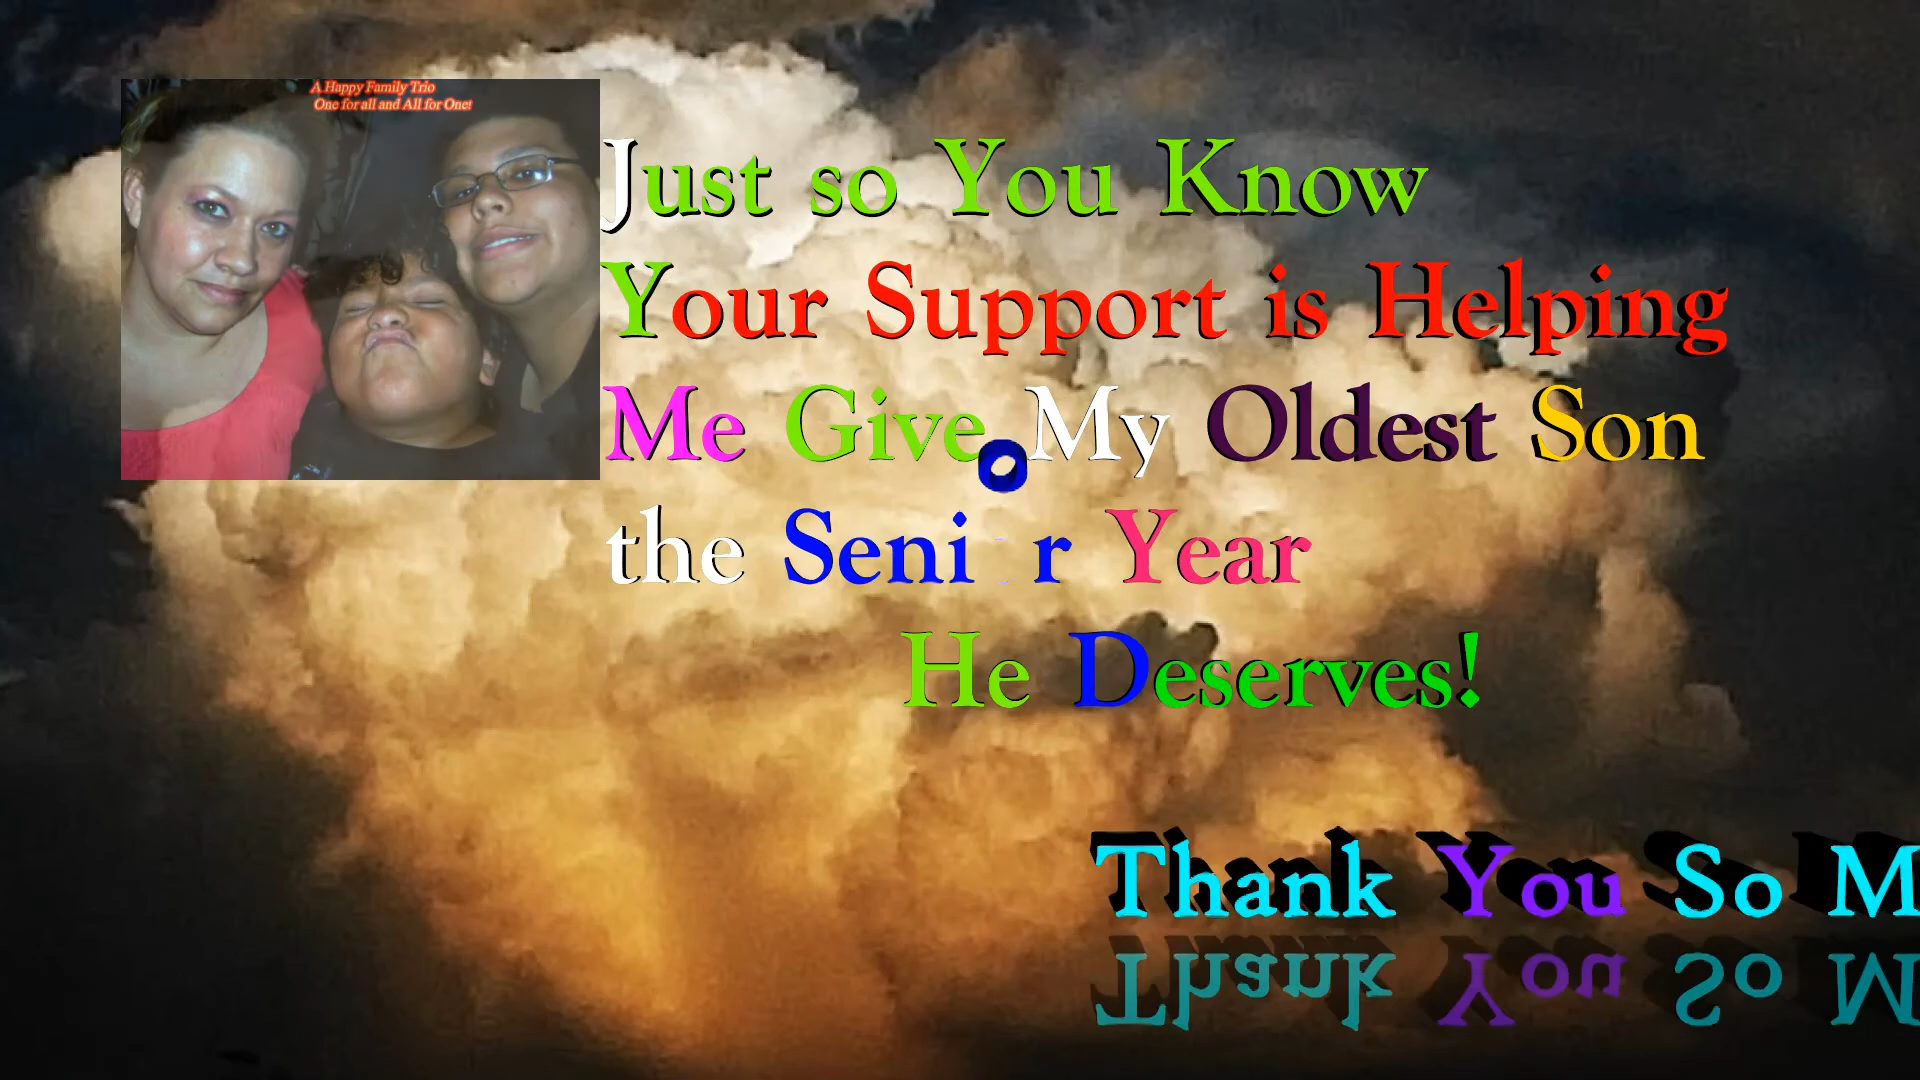 A Happy Family Trio
One for all and All for One!
Just so You Know
Your Support is Helping
Me Give My Oldest Son
the Senior Year
He Deserves!
Thank You So M